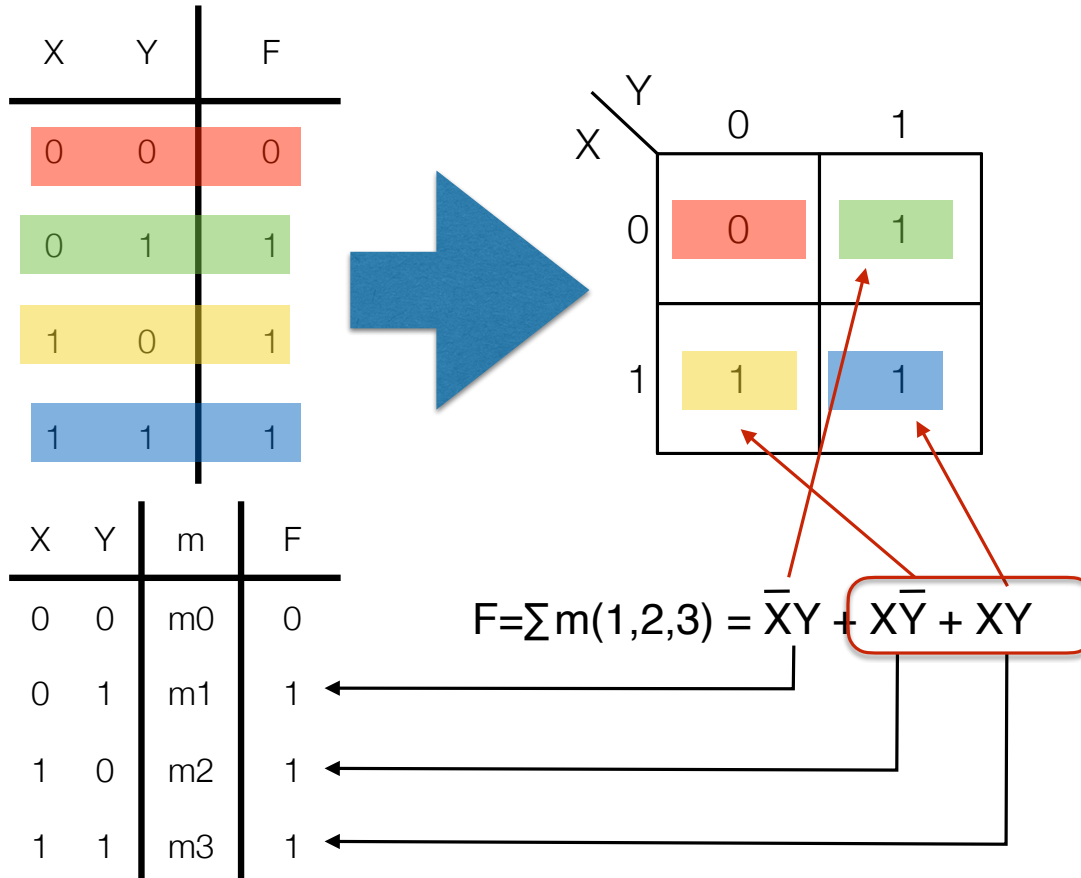 X Y F
0 0 0
0 1 1
1 0 1
1 1 1
Y
X
0 1
0 0 1
1 1 1
X Y m F
0 0 m0 0
0 1 m1 1
1 0 m2 1
1 1 m3 1
F=∑m(1,2,3) = X̅Y + XY̅ + XY